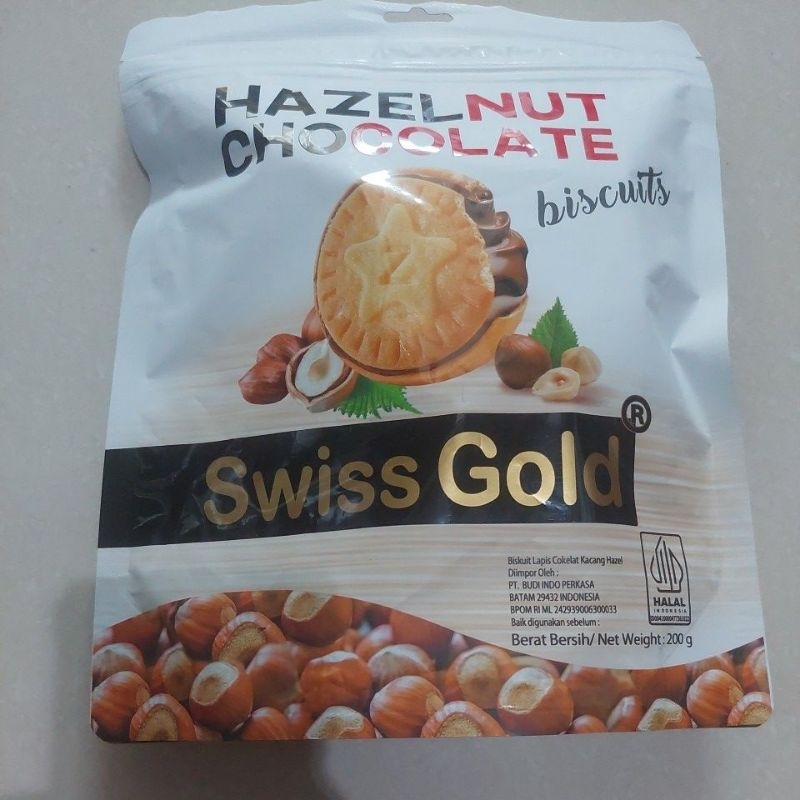 HAZELNUT
CHOCOLATE
biscuits
Swiss Gold®
Biskuit Lapis Cokelat Kacang Hazel
Diimpor Oleh :
PT. BUDI INDO PERKASA
BATAM 29432 INDONESIA
BPOM RI ML 242939006300033
Baik digunakan sebelum :
Berat Bersih/ Net Weight: 200 g
HALAL
INDONESIA